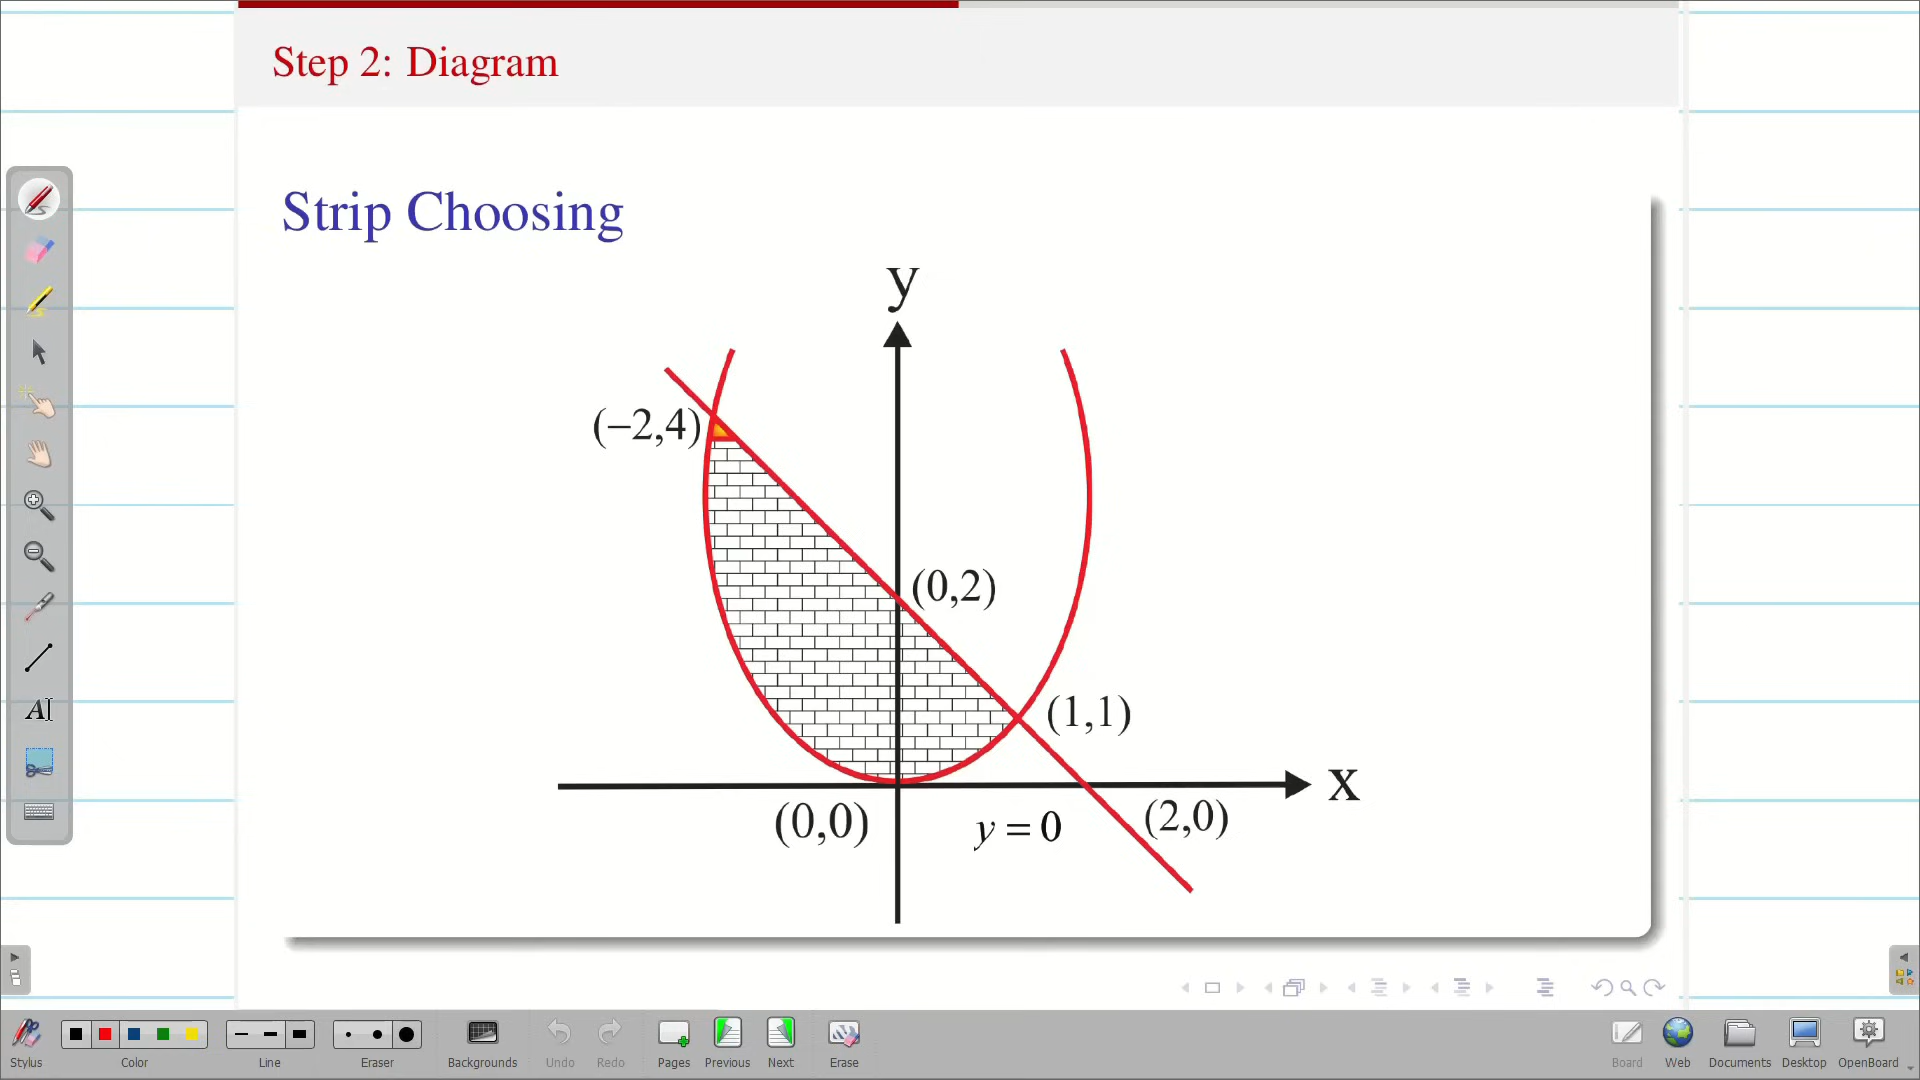 Step 2: Diagram
Strip Choosing
y
(−2,4)
(0,2)
(1,1)
x
(0,0)
y = 0
(2,0)
A
Stylus
Color
Line
Eraser
Backgrounds
Undo
Redo
Pages
Previous
Next
Erase
Board
Web
Documents
Desktop
OpenBoard